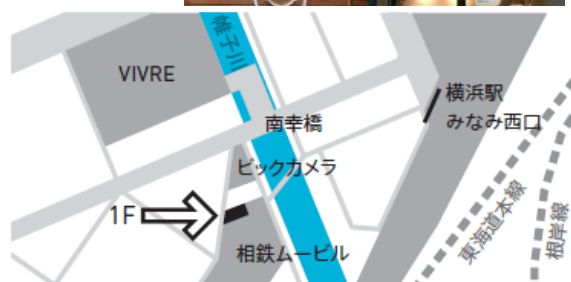 帷子川
VIVRE
横浜駅
みなみ西口
南幸橋
ビックカメラ
1F
相鉄ムービル
東海道本線
根岸線